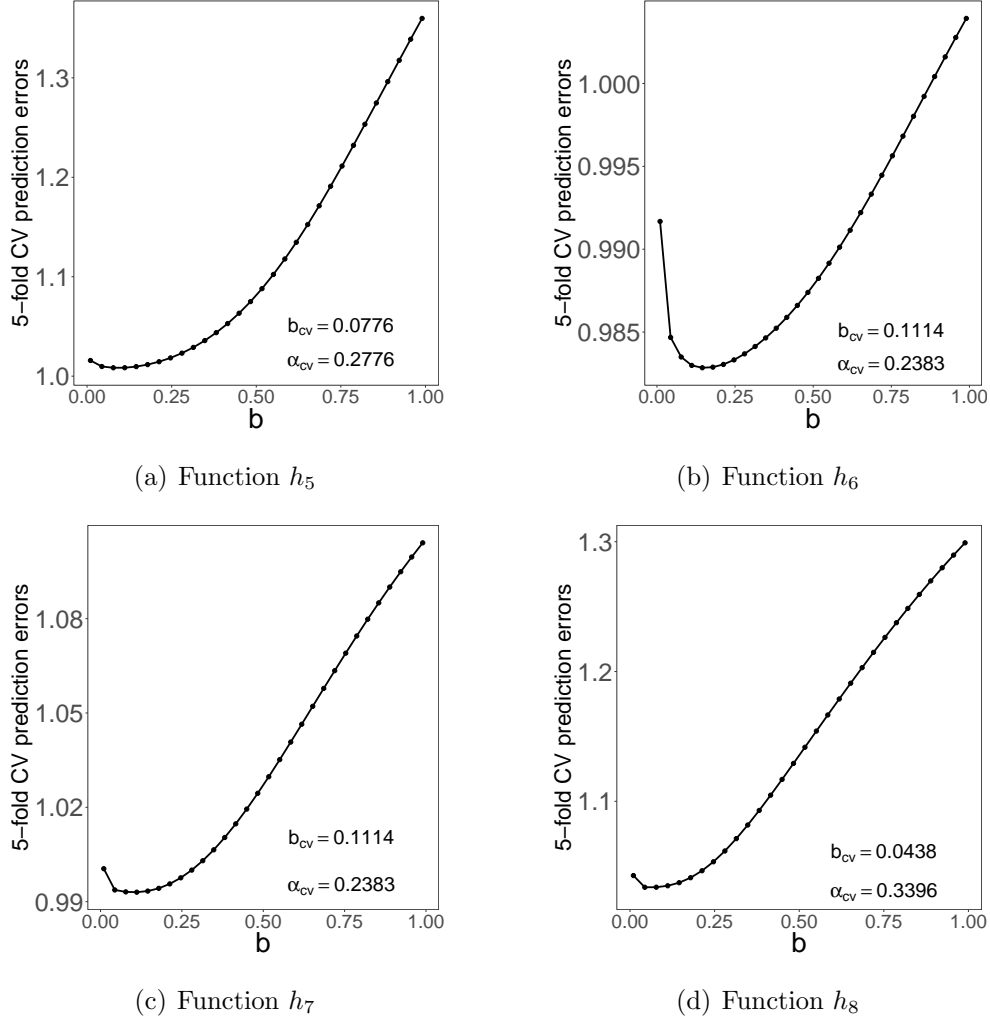 5−fold CV prediction errors
1.3
1.2
1.1
1.0
b_cv = 0.0776
α_cv = 0.2776
0.00 0.25 0.50 0.75 1.00
b
(a) Function h₅
5−fold CV prediction errors
1.000
0.995
0.990
0.985
b_cv = 0.1114
α_cv = 0.2383
0.00 0.25 0.50 0.75 1.00
b
(b) Function h₆
5−fold CV prediction errors
1.08
1.05
1.02
0.99
b_cv = 0.1114
α_cv = 0.2383
0.00 0.25 0.50 0.75 1.00
b
(c) Function h₇
5−fold CV prediction errors
1.3
1.2
1.1
b_cv = 0.0438
α_cv = 0.3396
0.00 0.25 0.50 0.75 1.00
b
(d) Function h₈